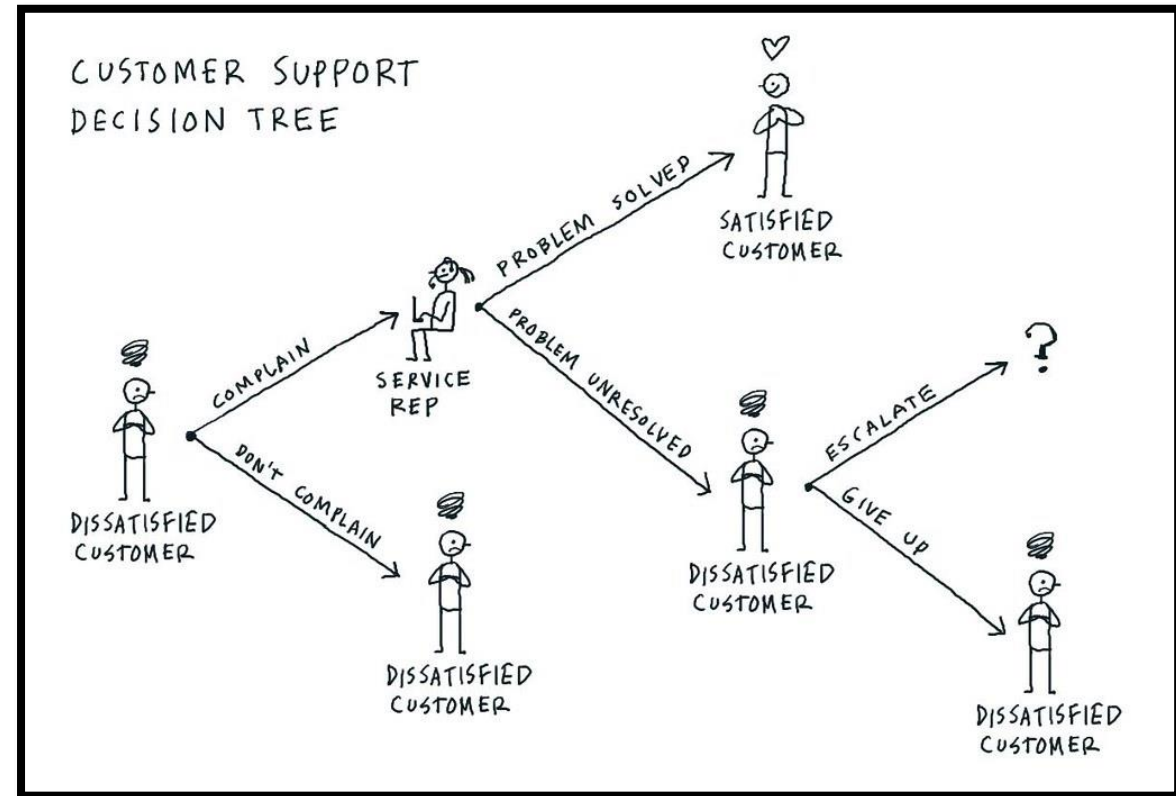 CUSTOMER SUPPORT
DECISION TREE
SATISFIED
CUSTOMER
PROBLEM SOLVED
PROBLEM UNRESOLVED
SERVICE
REP
COMPLAIN
DON'T COMPLAIN
DISSATISFIED
CUSTOMER
DISSATISFIED
CUSTOMER
DISSATISFIED
CUSTOMER
ESCALATE
?
GIVE UP
DISSATISFIED
CUSTOMER